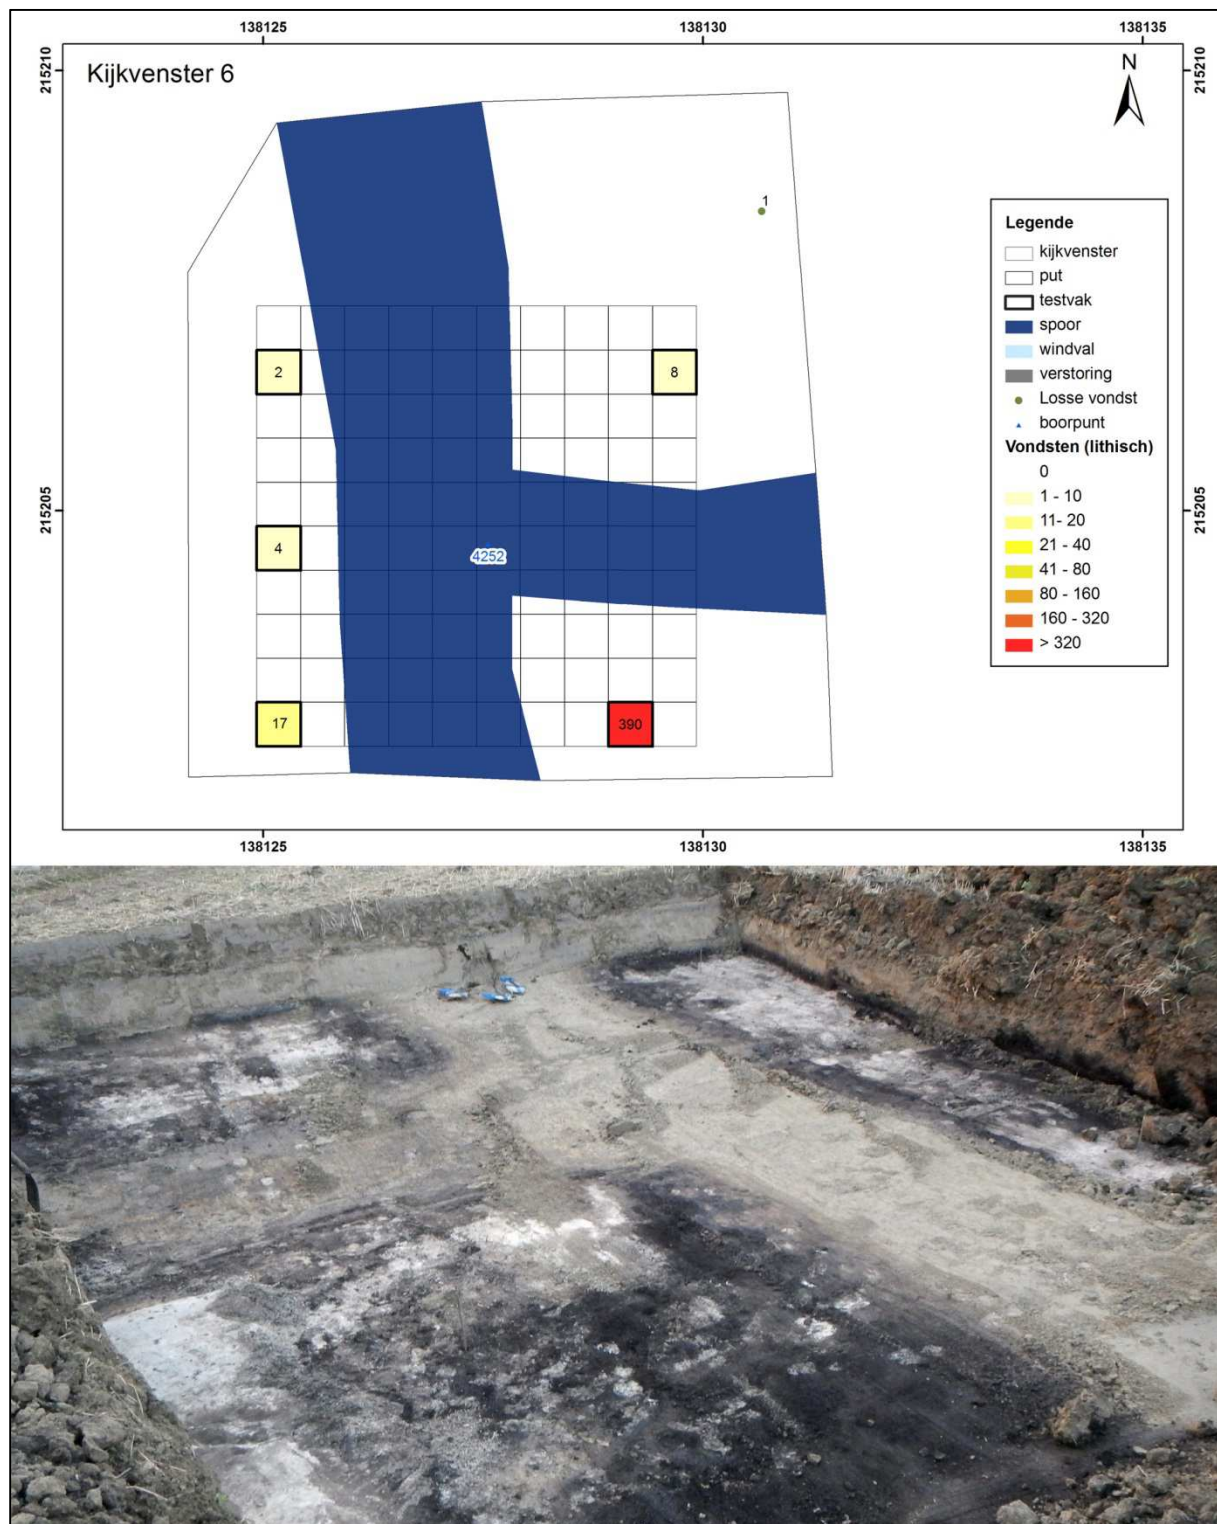 138125 138130 138135
215210 215210
Kijkvenster 6
N
1
Legende
kijkvenster
put
testvak
spoor
windval
verstoring
Losse vondst
boorpunt
Vondsten (lithisch)
0
1 - 10
11- 20
21 - 40
41 - 80
80 - 160
160 - 320
> 320
2 8
215205 215205
4 4252
17 390
138125 138130 138135